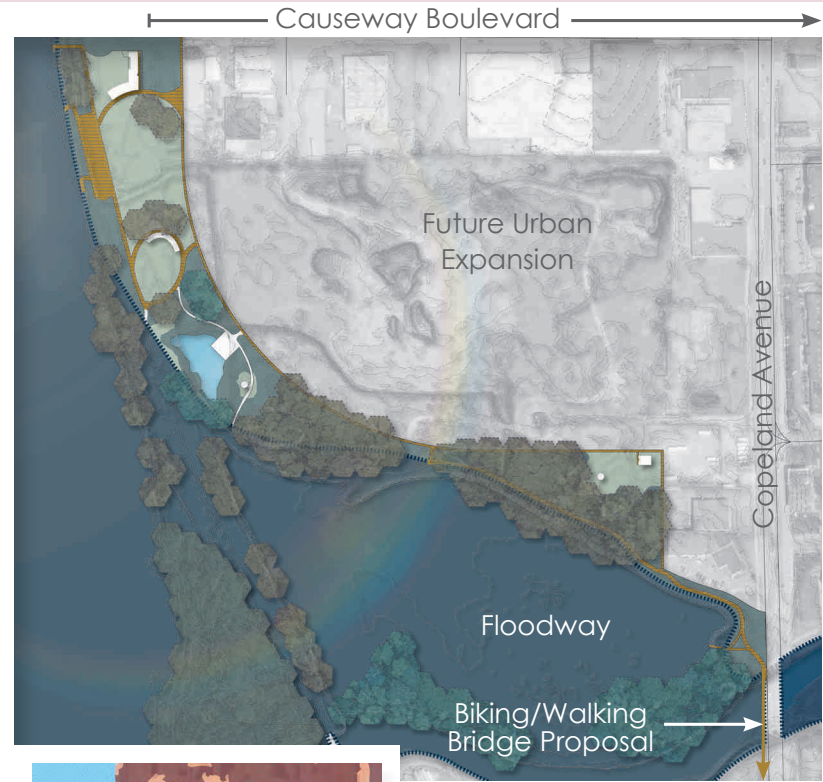 Causeway Boulevard
Future Urban
Expansion
Copeland Avenue
Floodway
Biking/Walking
Bridge Proposal